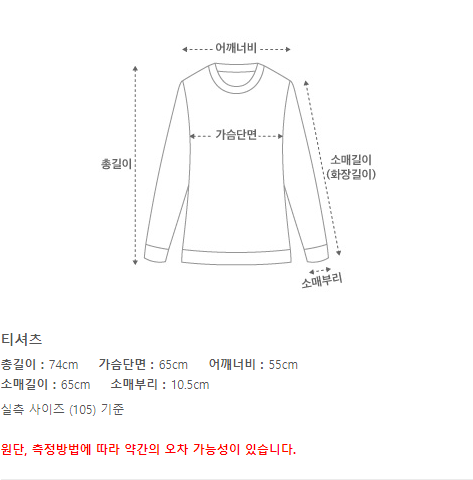 어깨너비
가슴단면
총길이
소매길이
(화장길이)
소매부리
티셔츠
총길이 : 74cm 가슴단면 : 65cm 어깨너비 : 55cm
소매길이 : 65cm 소매부리 : 10.5cm
실측 사이즈 (105) 기준
원단, 측정방법에 따라 약간의 오차 가능성이 있습니다.